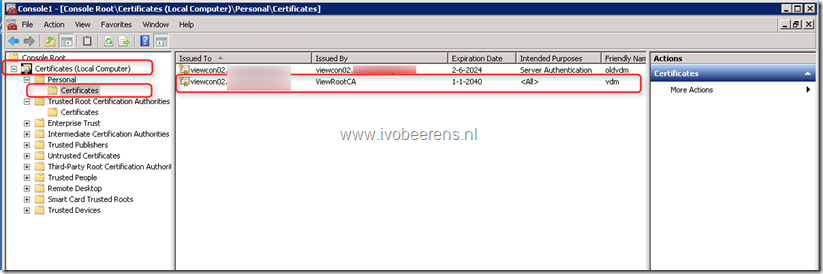 Console1 - [Console Root\Certificates (Local Computer)\Personal\Certificates]
File Action View Favorites Window Help
Console Root
Certificates (Local Computer)
Personal
Certificates
Trusted Root Certification Authorities
Certificates
Enterprise Trust
Intermediate Certification Authorities
Trusted Publishers
Untrusted Certificates
Third-Party Root Certification Authorit
Trusted People
Remote Desktop
Smart Card Trusted Roots
Trusted Devices
Issued To Issued By Expiration Date Intended Purposes Friendly Nam
viewcon02. viewcon02. 2-6-2024 Server Authentication oldvdm
viewcon02. ViewRootCA 1-1-2040 <All> vdm
www.ivobeerens.nl
Actions
Certificates
More Actions